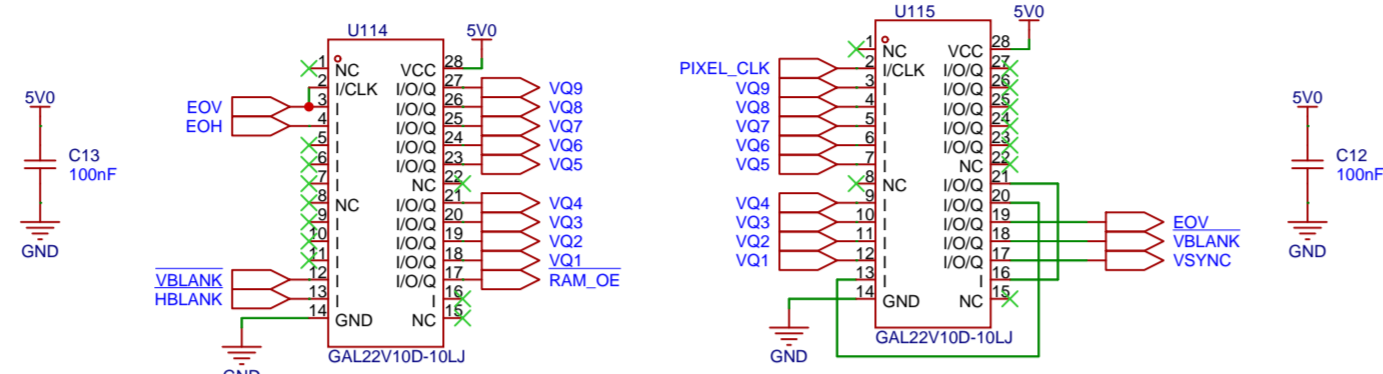 U114
5V0
1 NC
2 I/CLK
EOV 3 I
EOH 4 I
5 I
6 I
7 I
8 NC
9 I
10 I
11 I
VBLANK 12 I
HBLANK 13 I
14 GND
VCC 28
I/O/Q 27 VQ9
I/O/Q 26 VQ8
I/O/Q 25 VQ7
I/O/Q 24 VQ6
I/O/Q 23 VQ5
NC 22
I/O/Q 21 VQ4
I/O/Q 20 VQ3
I/O/Q 19 VQ2
I/O/Q 18 VQ1
I/O/Q 17 RAM_OE
I 16
NC 15
GAL22V10D-10LJ
GND
5V0
C13
100nF
GND
U115
5V0
1 NC
PIXEL_CLK 2 I/CLK
VQ9 3 I
VQ8 4 I
VQ7 5 I
VQ6 6 I
VQ5 7 I
8 NC
VQ4 9 I
VQ3 10 I
VQ2 11 I
VQ1 12 I
13 I
14 GND
VCC 28
I/O/Q 27
I/O/Q 26
I/O/Q 25
I/O/Q 24
I/O/Q 23
NC 22
I/O/Q 21
I/O/Q 20
I/O/Q 19 EOV
I/O/Q 18 VBLANK
I/O/Q 17 VSYNC
I 16
NC 15
GAL22V10D-10LJ
GND
5V0
C12
100nF
GND